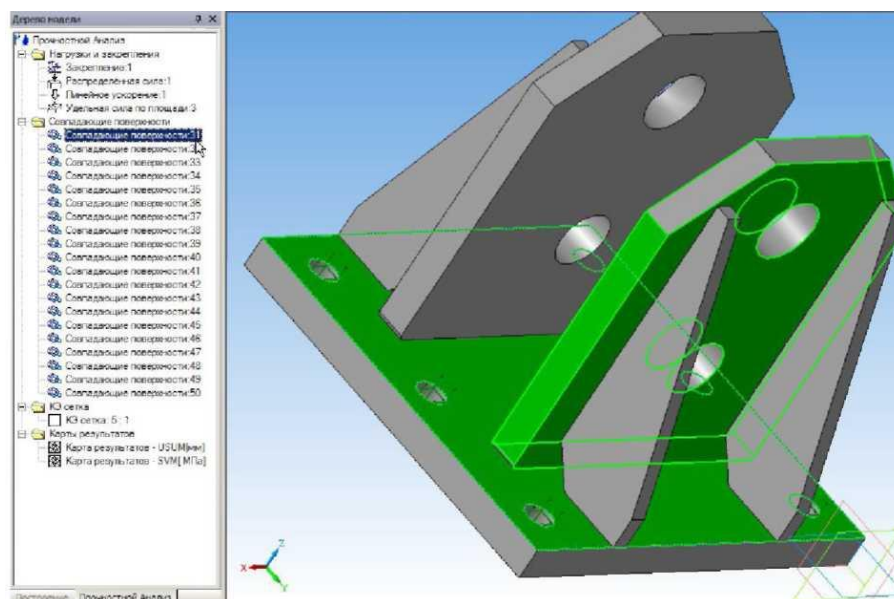 Дерево модели
Прочностной Анализ
Нагрузки и закрепления
Закрепление:1
Распределённая сила:1
Линейное ускорение:1
Удельная сила по площади:3
Совпадающие поверхности
Совпадающие поверхности:31
Совпадающие поверхности:
Совпадающие поверхности:33
Совпадающие поверхности:34
Совпадающие поверхности:35
Совпадающие поверхности:36
Совпадающие поверхности:37
Совпадающие поверхности:38
Совпадающие поверхности:39
Совпадающие поверхности:40
Совпадающие поверхности:41
Совпадающие поверхности:42
Совпадающие поверхности:43
Совпадающие поверхности:44
Совпадающие поверхности:45
Совпадающие поверхности:46
Совпадающие поверхности:47
Совпадающие поверхности:48
Совпадающие поверхности:49
Совпадающие поверхности:50
КЭ сетка
КЭ сетка: 5 : 1
Карты результатов
Карта результатов - USUM[мм]
Карта результатов - SVM[МПа]
Построение Прочностной Анализ
X Y Z